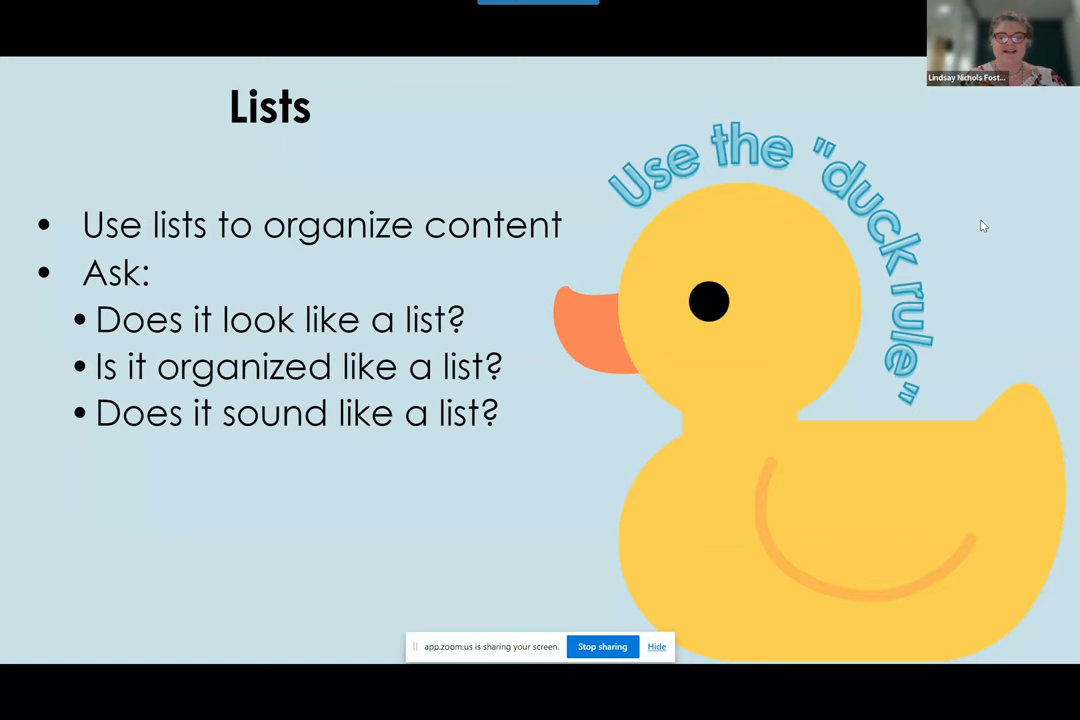 Lindsay Nichols Fost...
Lists
Use the "duck rule"
• Use lists to organize content
• Ask:
• Does it look like a list?
• Is it organized like a list?
• Does it sound like a list?
app.zoom.us is sharing your screen. Stop sharing Hide